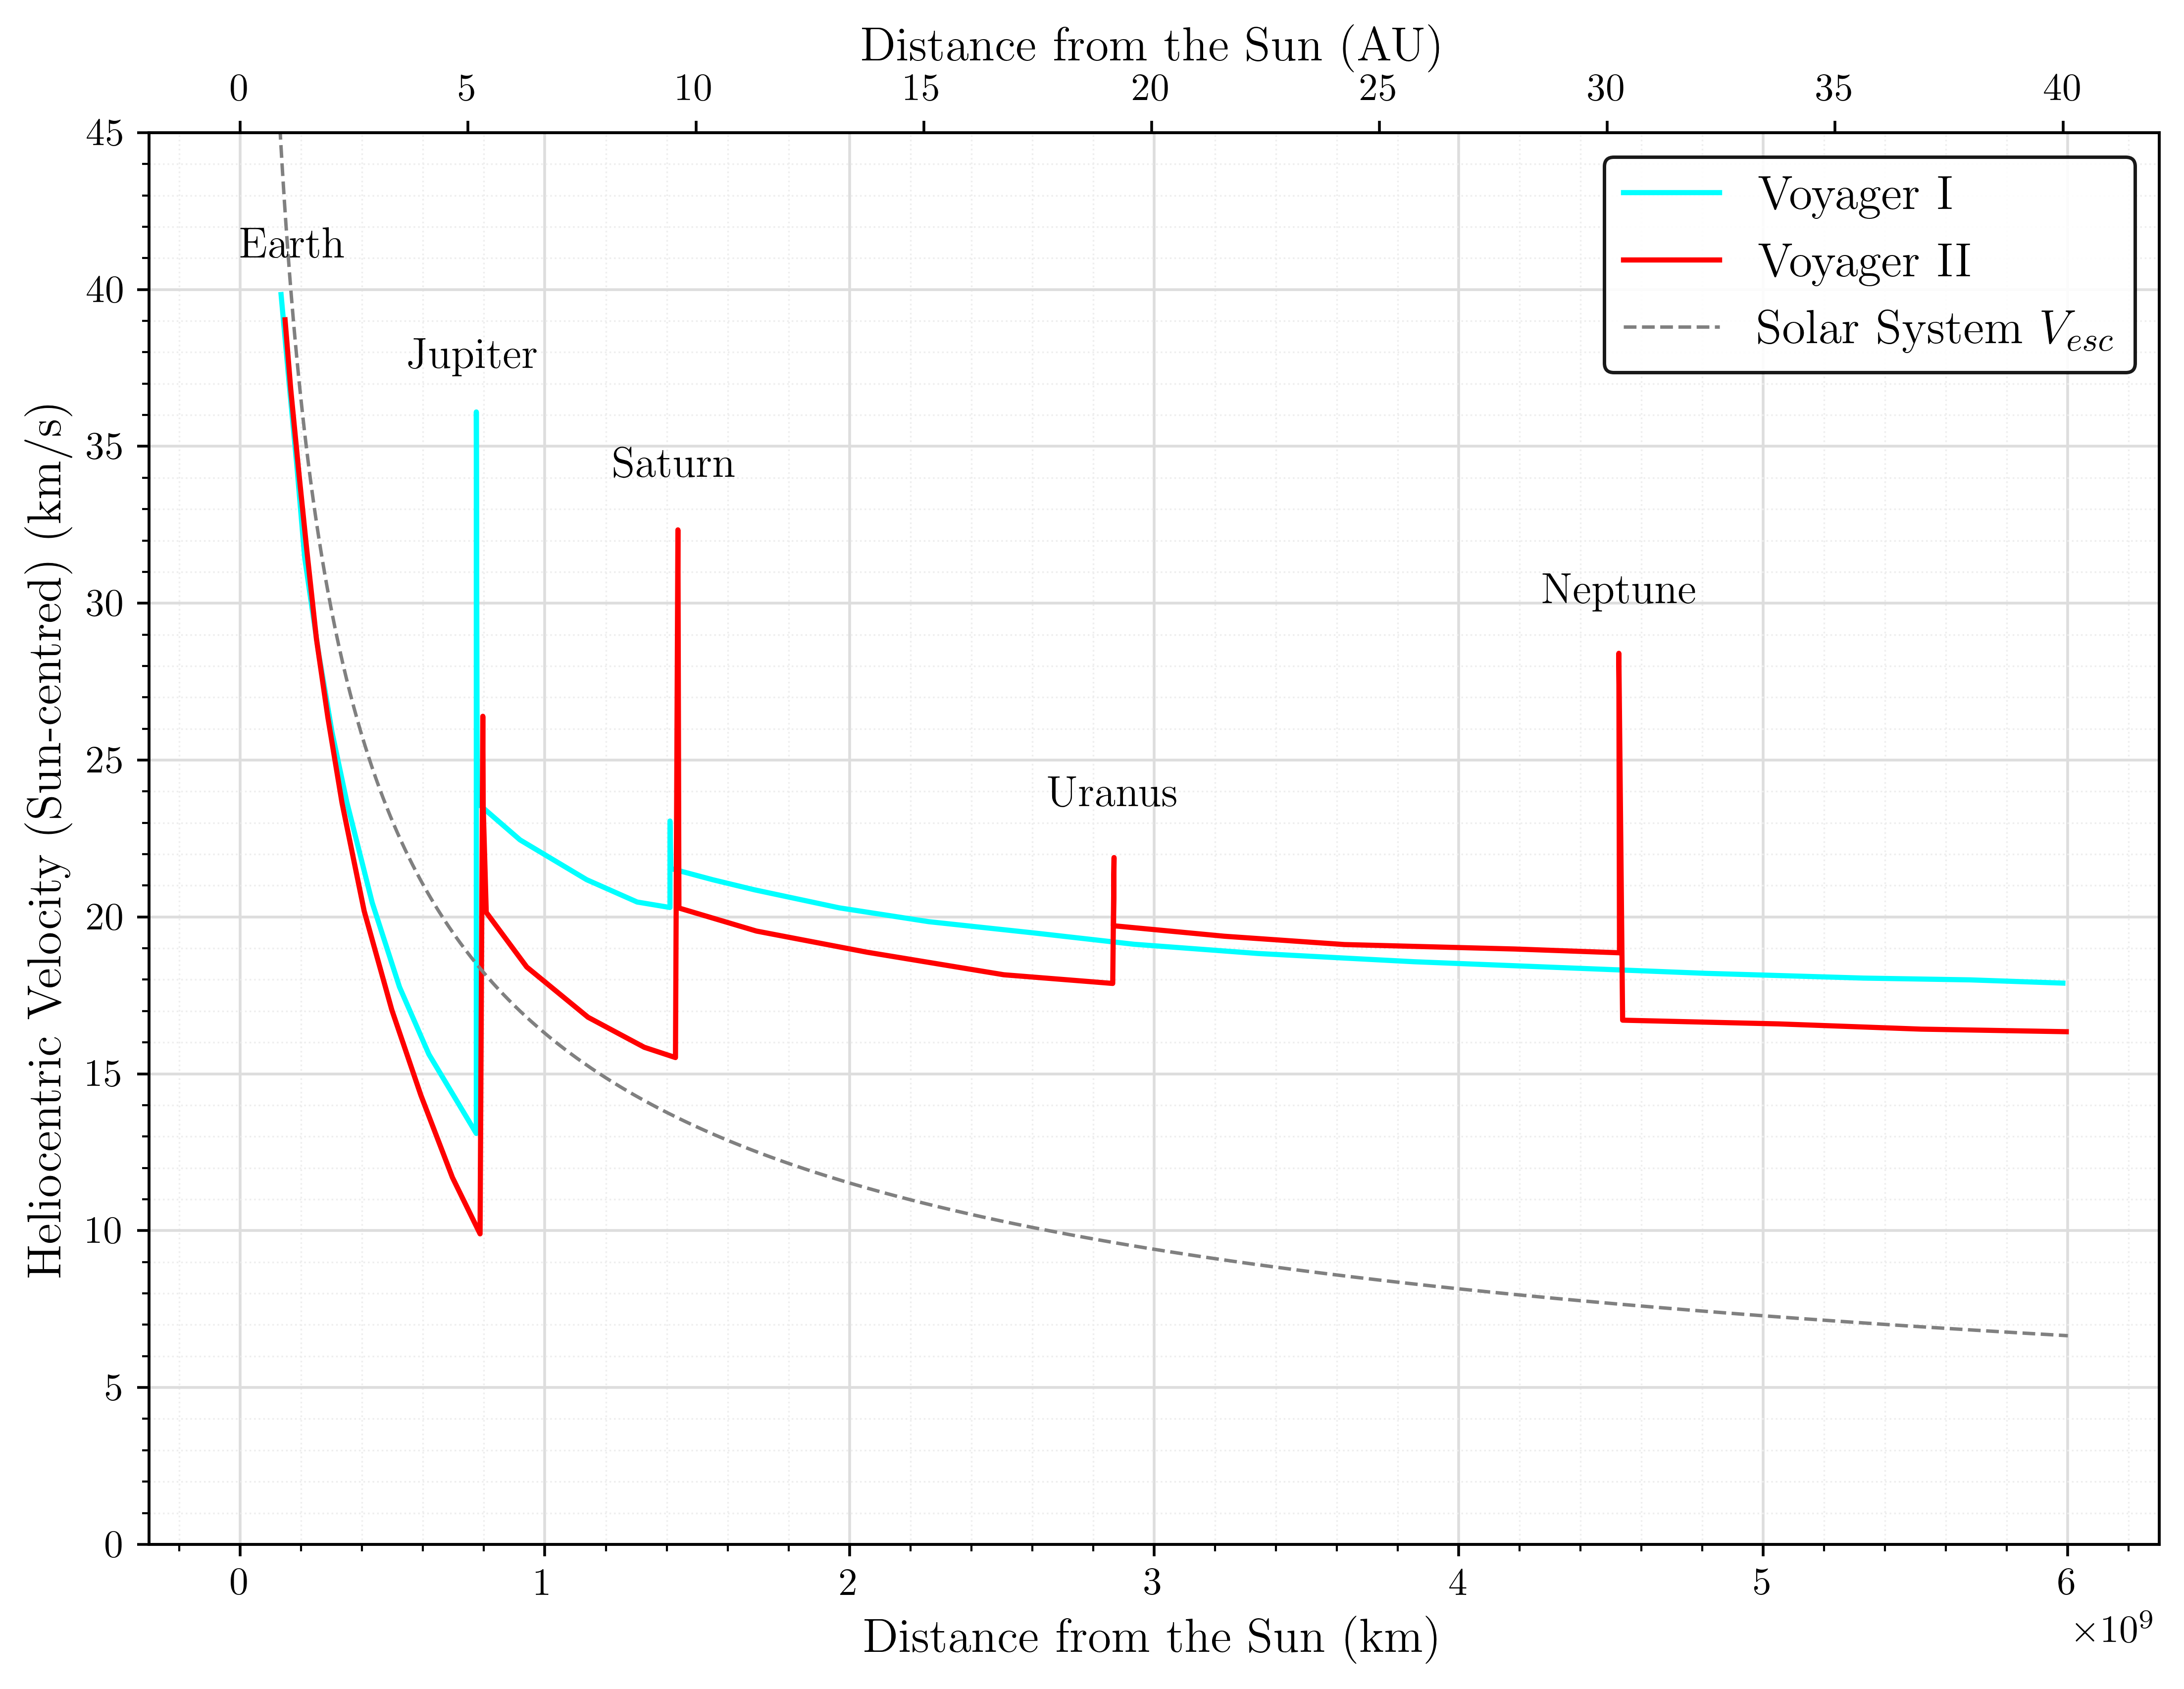 Distance from the Sun (AU)
0 5 10 15 20 25 30 35 40
45
40
35
30
25
20
15
10
5
0
Heliocentric Velocity (Sun-centred) (km/s)
Earth
Jupiter
Saturn
Uranus
Neptune
Voyager I
Voyager II
Solar System V_esc
0 1 2 3 4 5 6
×10⁹
Distance from the Sun (km)